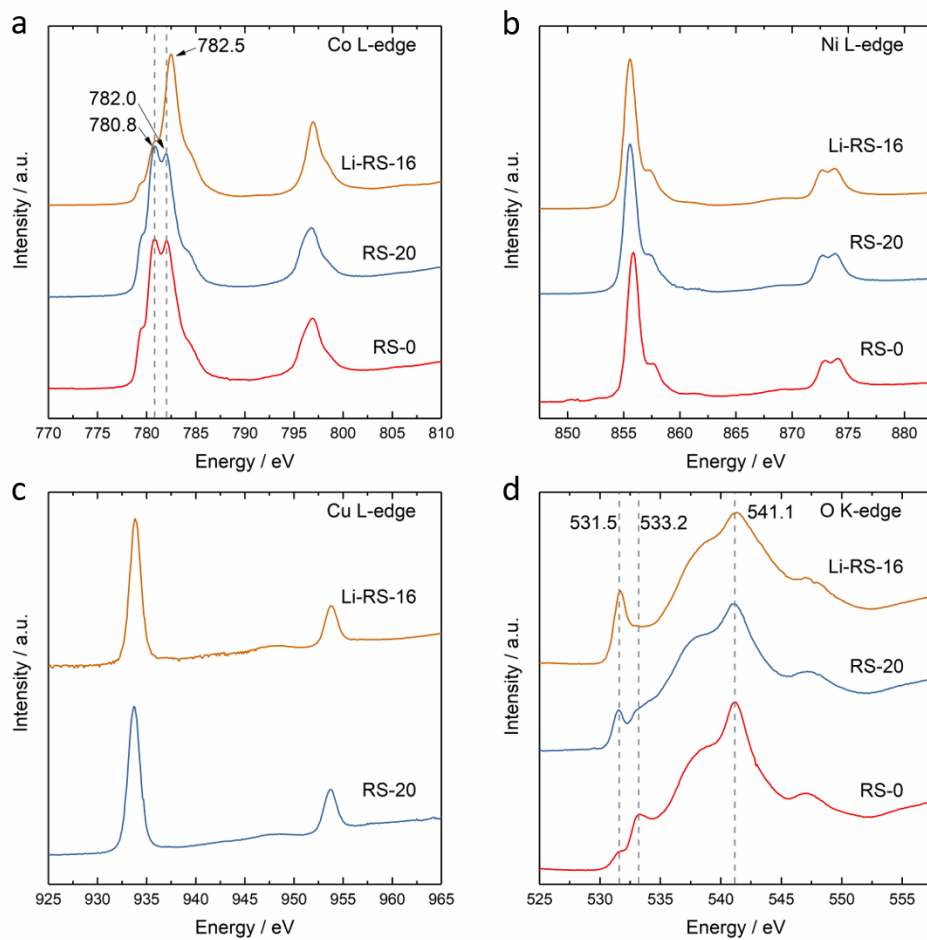 a
Co L-edge
782.5
782.0
780.8
Li-RS-16
RS-20
RS-0
Intensity / a.u.
770 775 780 785 790 795 800 805 810
Energy / eV
b
Ni L-edge
Li-RS-16
RS-20
RS-0
Intensity / a.u.
850 855 860 865 870 875 880
Energy / eV
c
Cu L-edge
Li-RS-16
RS-20
Intensity / a.u.
925 930 935 940 945 950 955 960 965
Energy / eV
d
O K-edge
531.5 533.2 541.1
Li-RS-16
RS-20
RS-0
Intensity / a.u.
525 530 535 540 545 550 555
Energy / eV